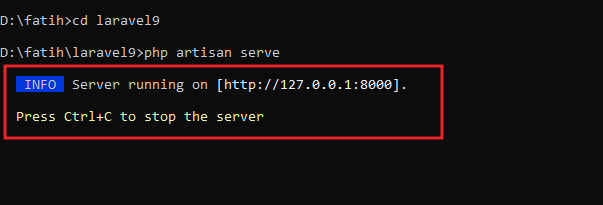 D:\fatih>cd laravel9
D:\fatih\laravel9>php artisan serve
INFO Server running on [http://127.0.0.1:8000].
Press Ctrl+C to stop the server